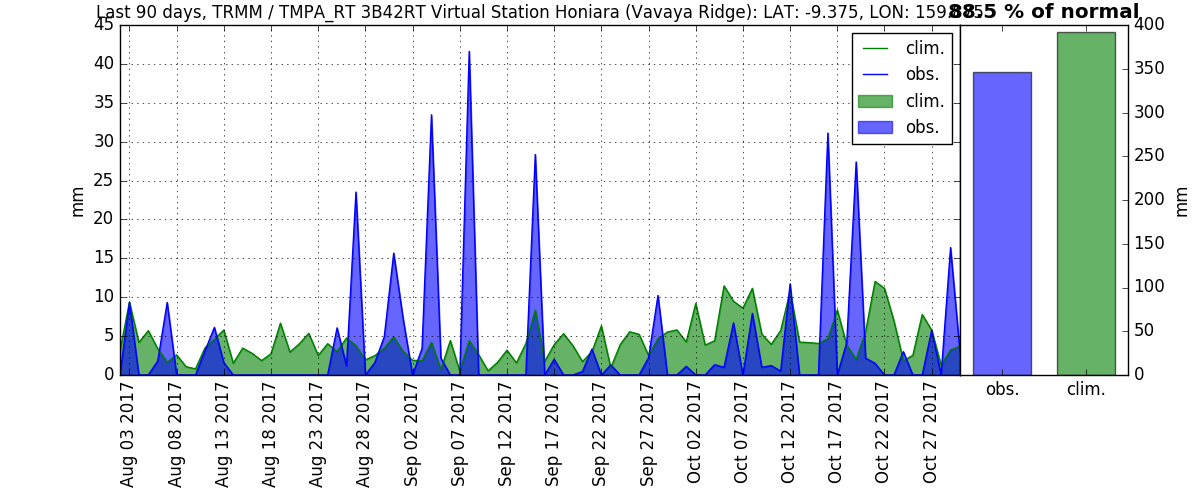 Last 90 days, TRMM / TMPA_RT 3B42RT Virtual Station Honiara (Vavaya Ridge): LAT: -9.375, LON:
88.5 % of normal
45
40
35
30
25
20
15
10
5
0
mm
clim.
obs.
clim.
obs.
Aug 03 2017
Aug 08 2017
Aug 13 2017
Aug 18 2017
Aug 23 2017
Aug 28 2017
Sep 02 2017
Sep 07 2017
Sep 12 2017
Sep 17 2017
Sep 22 2017
Sep 27 2017
Oct 02 2017
Oct 07 2017
Oct 12 2017
Oct 17 2017
Oct 22 2017
Oct 27 2017
400
350
300
250
200
150
100
50
0
mm
obs.
clim.